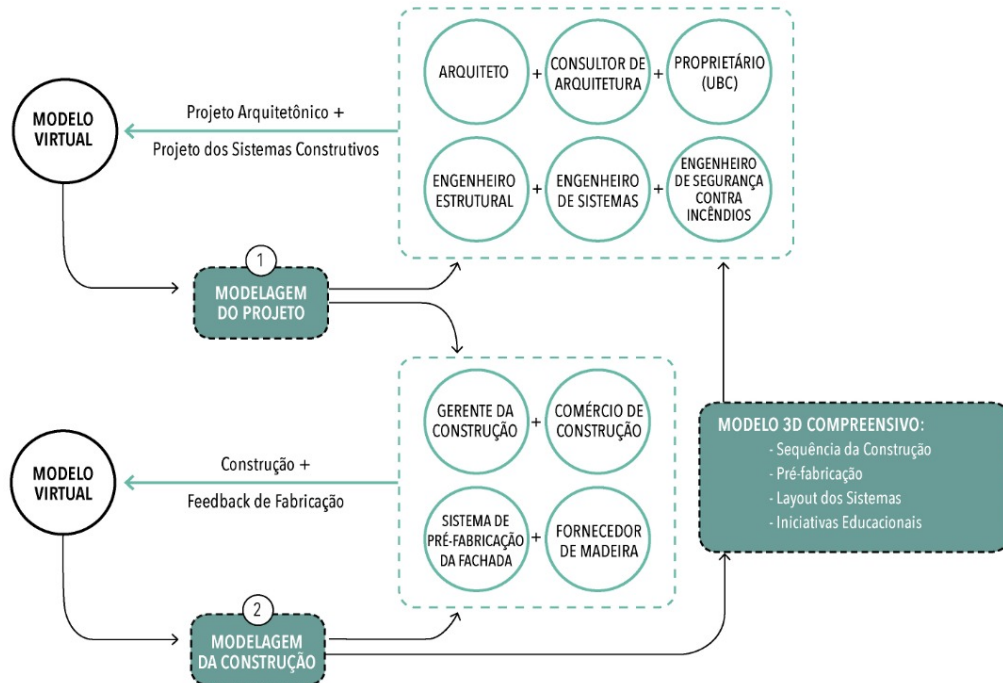 ARQUITETO
+
CONSULTOR DE
ARQUITETURA
+
PROPRIETÁRIO
(UBC)
MODELO
VIRTUAL
Projeto Arquitetônico +
Projeto dos Sistemas Construtivos
ENGENHEIRO
ESTRUTURAL
+
ENGENHEIRO
DE SISTEMAS
+
ENGENHEIRO
DE SEGURANÇA
CONTRA
INCÊNDIOS
1
MODELAGEM
DO PROJETO
GERENTE DA
CONSTRUÇÃO
+
COMÉRCIO DE
CONSTRUÇÃO
MODELO
VIRTUAL
Construção +
Feedback de Fabricação
SISTEMA DE
PRÉ-FABRICAÇÃO
DA FACHADA
+
FORNECEDOR
DE MADEIRA
MODELO 3D COMPREENSIVO:
- Sequência da Construção
- Pré-fabricação
- Layout dos Sistemas
- Iniciativas Educacionais
2
MODELAGEM
DA CONSTRUÇÃO